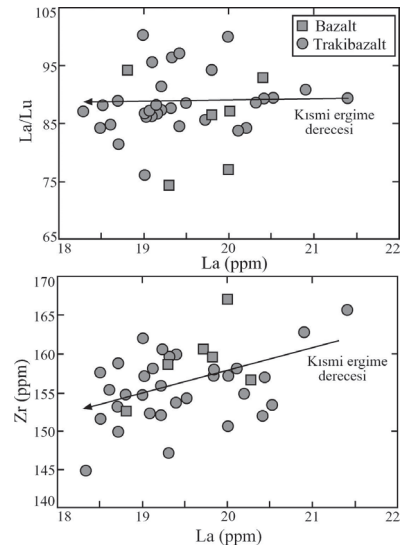 105
95
85
75
La/Lu
Bazalt
Trakibazalt
Kısmi ergime
derecesi
18 19 20 21 22
La (ppm)
170
165
160
155
150
145
140
Zr (ppm)
Kısmi ergime
derecesi
18 19 20 21 22
La (ppm)